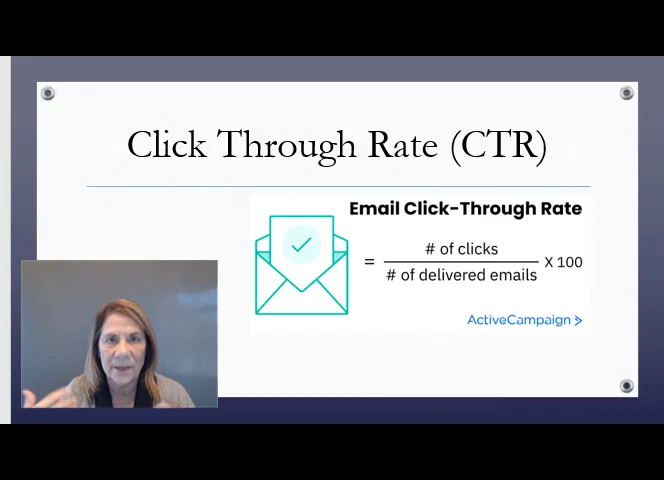 Click Through Rate (CTR)
Email Click-Through Rate
= # of clicks X 100
# of delivered emails
ActiveCampaign >